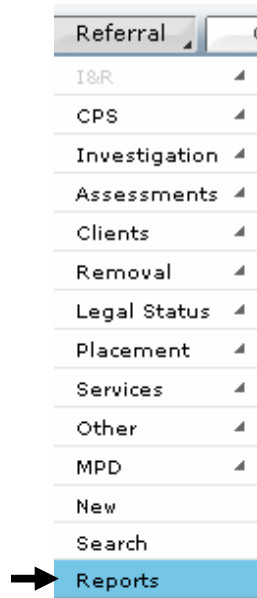 Referral
I&R
CPS
Investigation
Assessments
Clients
Removal
Legal Status
Placement
Services
Other
MPD
New
Search
Reports